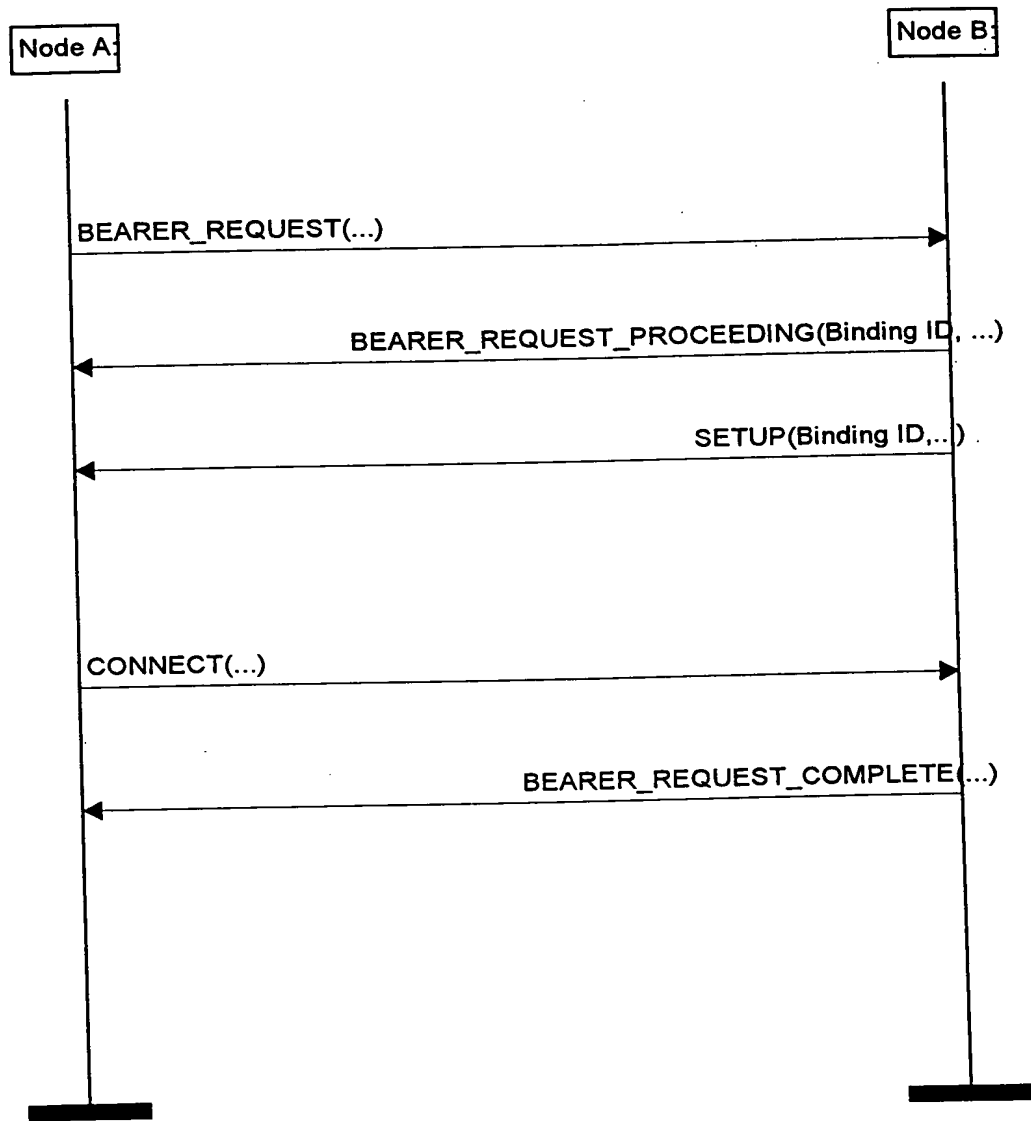 Node A:
Node B:
BEARER_REQUEST(...)
BEARER_REQUEST_PROCEEDING(Binding ID, ...)
SETUP(Binding ID,...)
CONNECT(...)
BEARER_REQUEST_COMPLETE(...)